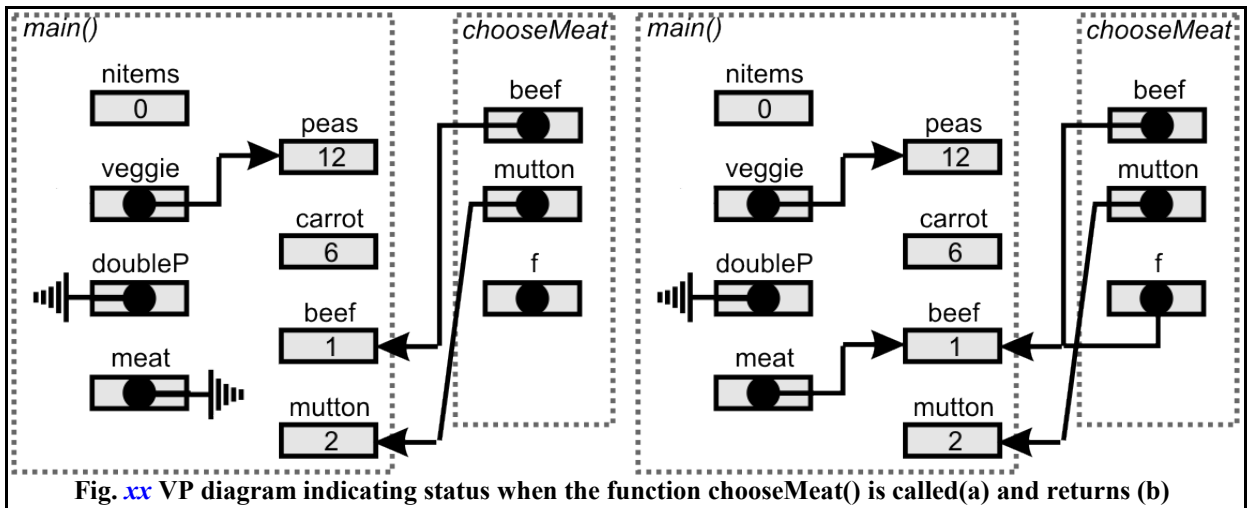 main()
chooseMeat
nitems
0
beef
peas
12
veggie
mutton
carrot
6
doubleP
f
beef
1
meat
mutton
2
main()
chooseMeat
nitems
0
beef
peas
12
veggie
mutton
carrot
6
doubleP
f
beef
1
meat
mutton
2
Fig. xx VP diagram indicating status when the function chooseMeat() is called(a) and returns (b)